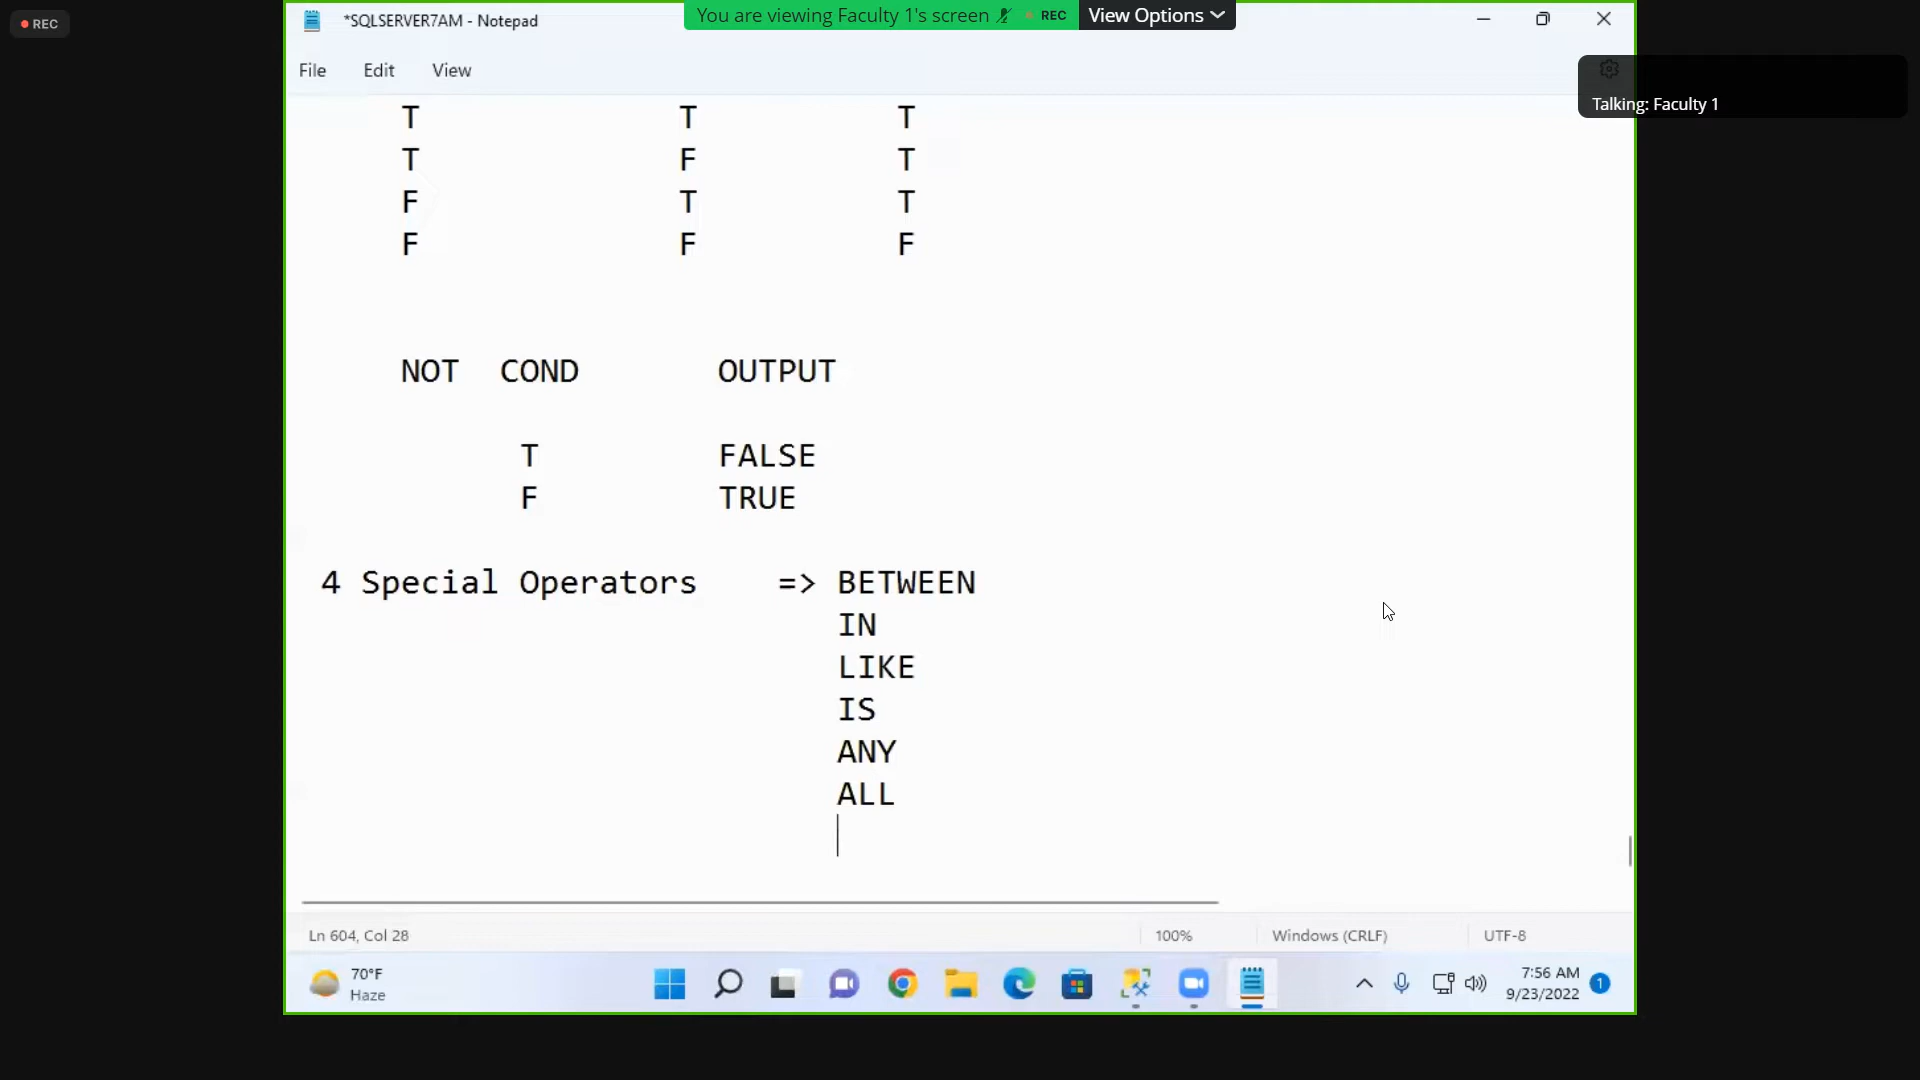 REC
*SQLSERVER7AM - Notepad
You are viewing Faculty 1's screen REC View Options
File Edit View
Talking: Faculty 1
T T T
T F T
F T T
F F F
NOT COND OUTPUT
T FALSE
F TRUE
4 Special Operators => BETWEEN
IN
LIKE
IS
ANY
ALL
Ln 604, Col 28 100% Windows (CRLF) UTF-8
70°F
Haze
7:56 AM
9/23/2022
1